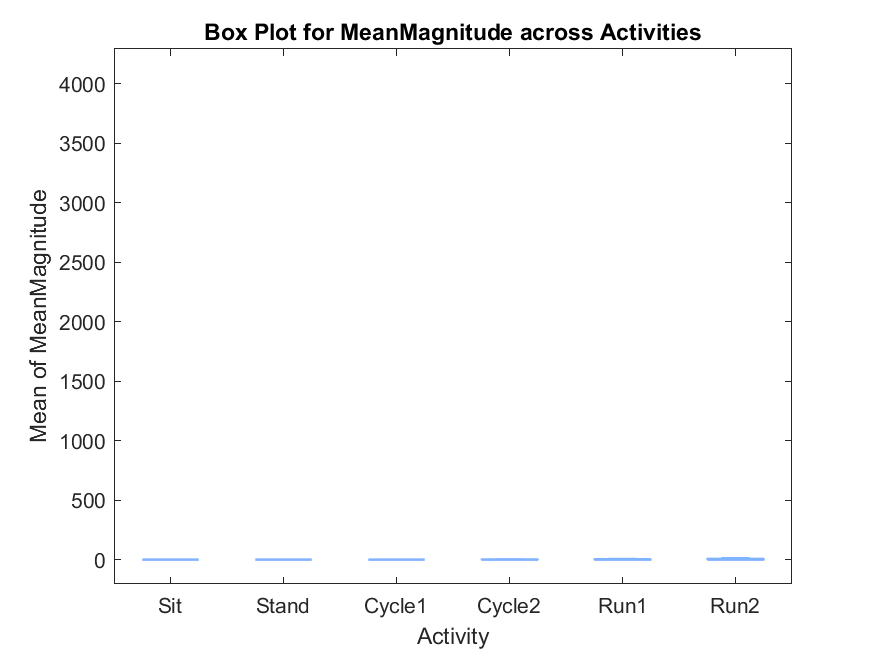 Box Plot for MeanMagnitude across Activities
4000
3500
3000
2500
2000
1500
1000
500
0
Mean of MeanMagnitude
Sit Stand Cycle1 Cycle2 Run1 Run2
Activity